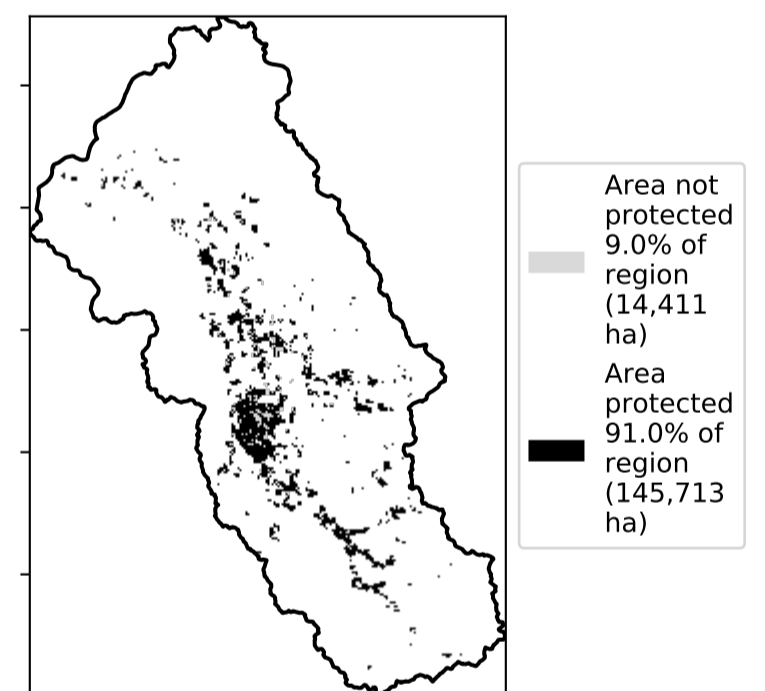 Area not
protected
9.0% of
region
(14,411
ha)
Area
protected
91.0% of
region
(145,713
ha)